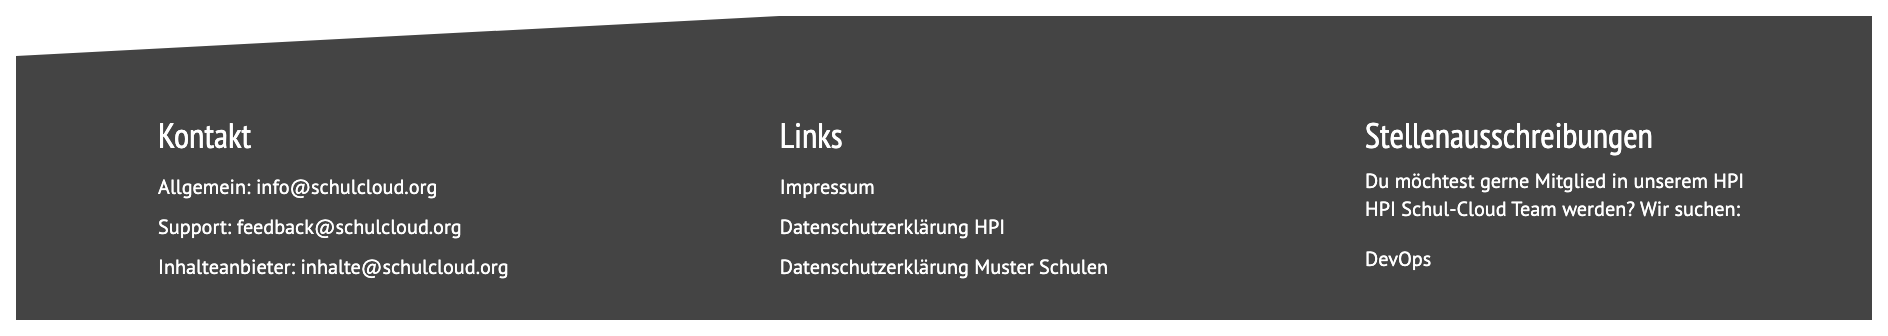 Kontakt
Allgemein: info@schulcloud.org
Support: feedback@schulcloud.org
Inhalteanbieter: inhalte@schulcloud.org
Links
Impressum
Datenschutzerklärung HPI
Datenschutzerklärung Muster Schulen
Stellenausschreibungen
Du möchtest gerne Mitglied in unserem HPI
HPI Schul-Cloud Team werden? Wir suchen:
DevOps